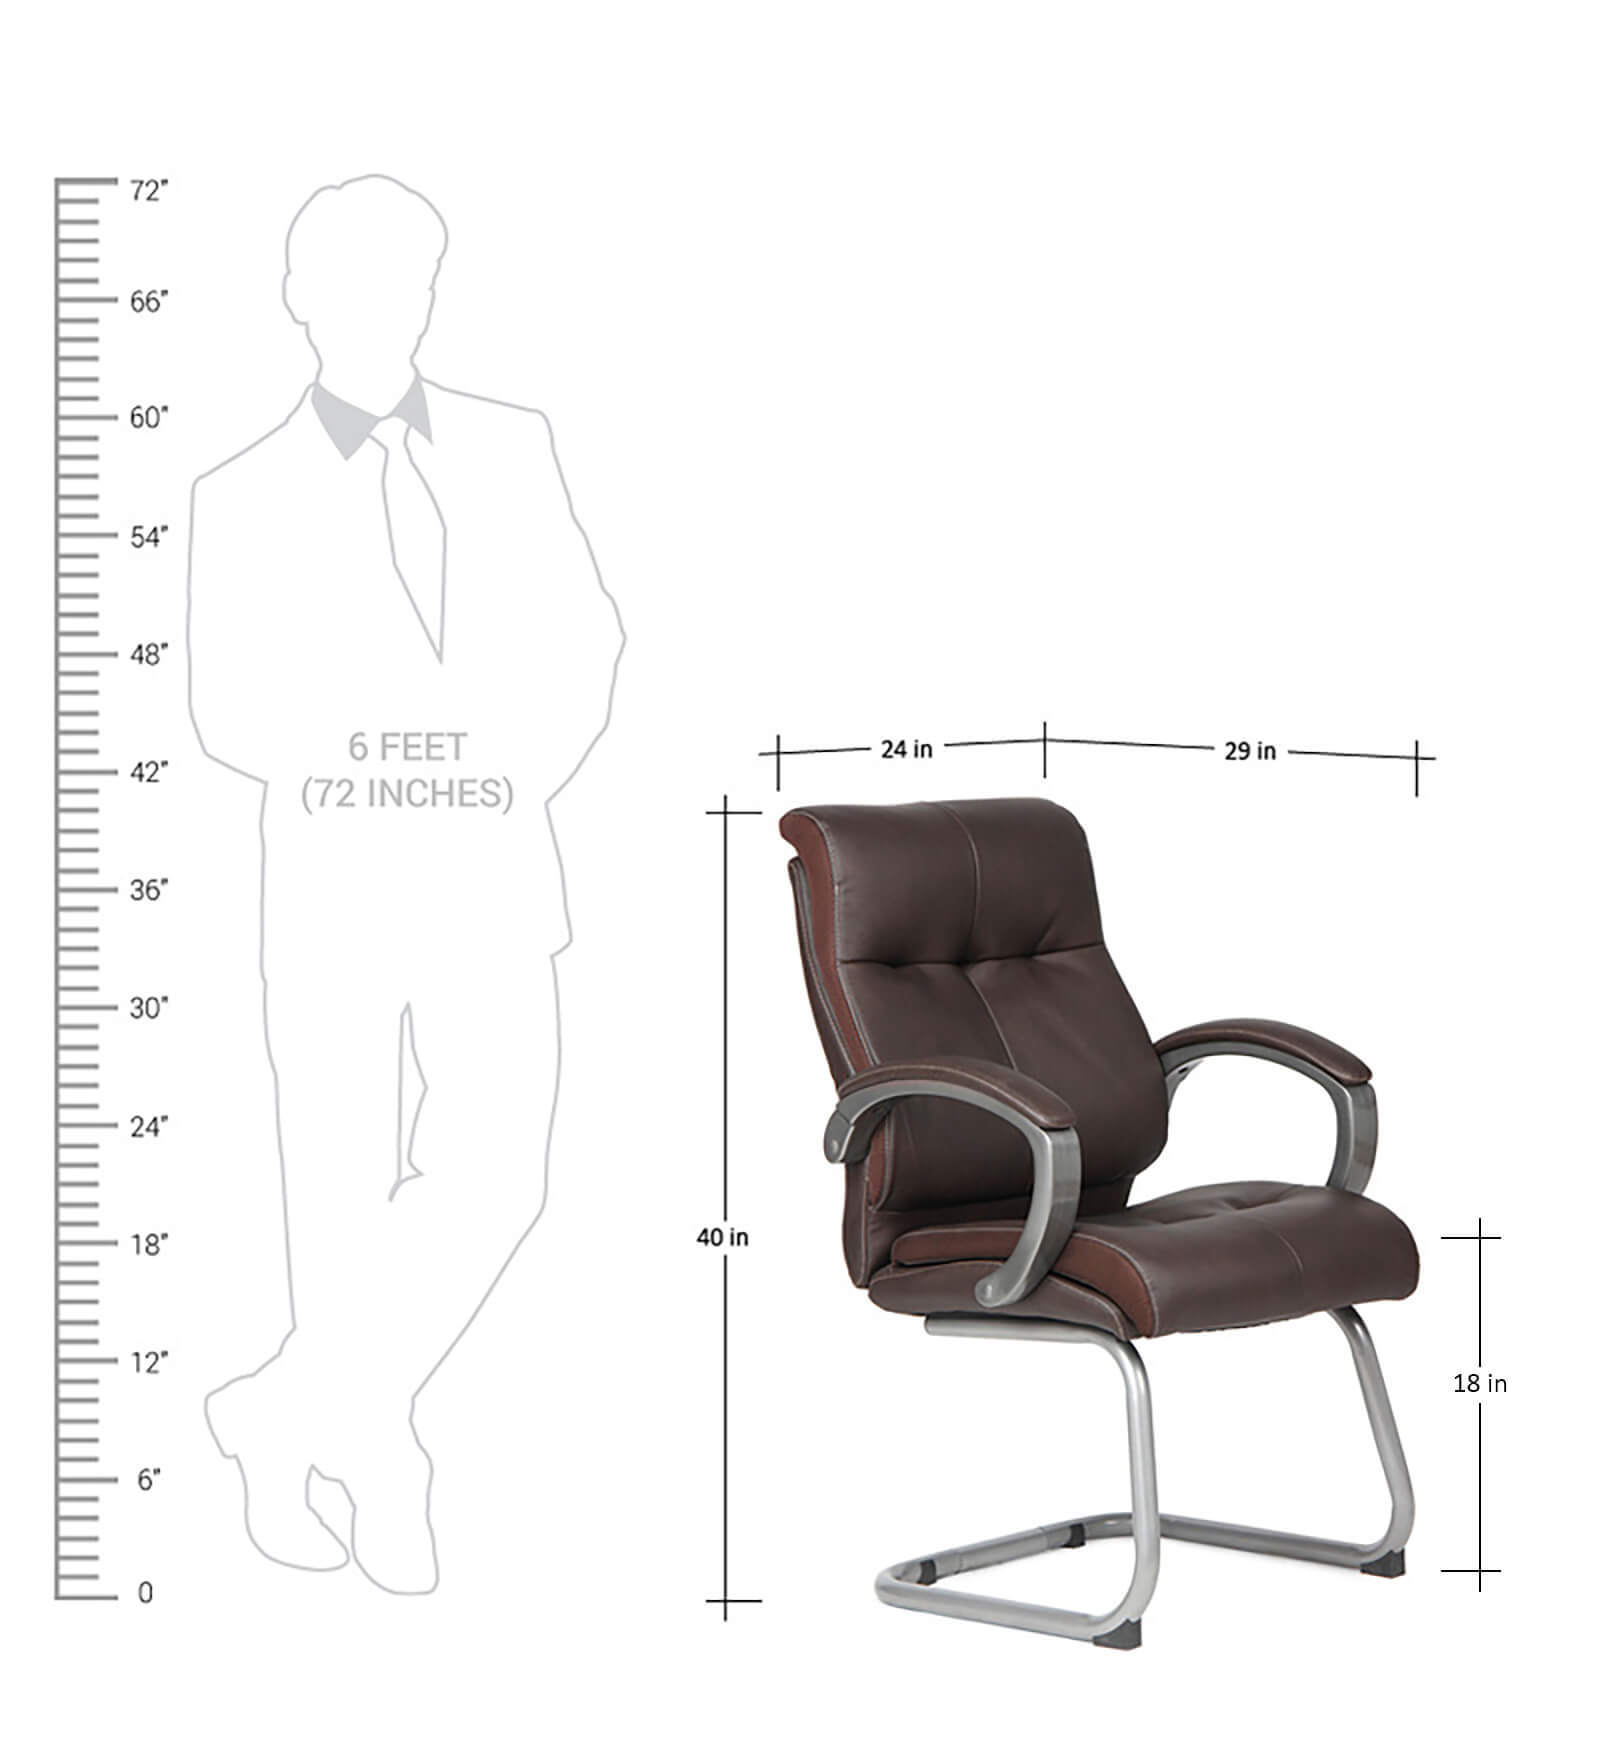 72"
66"
60"
54"
48"
42"
36"
30"
24"
18"
12"
6"
0
6 FEET
(72 INCHES)
24 in
29 in
40 in
18 in